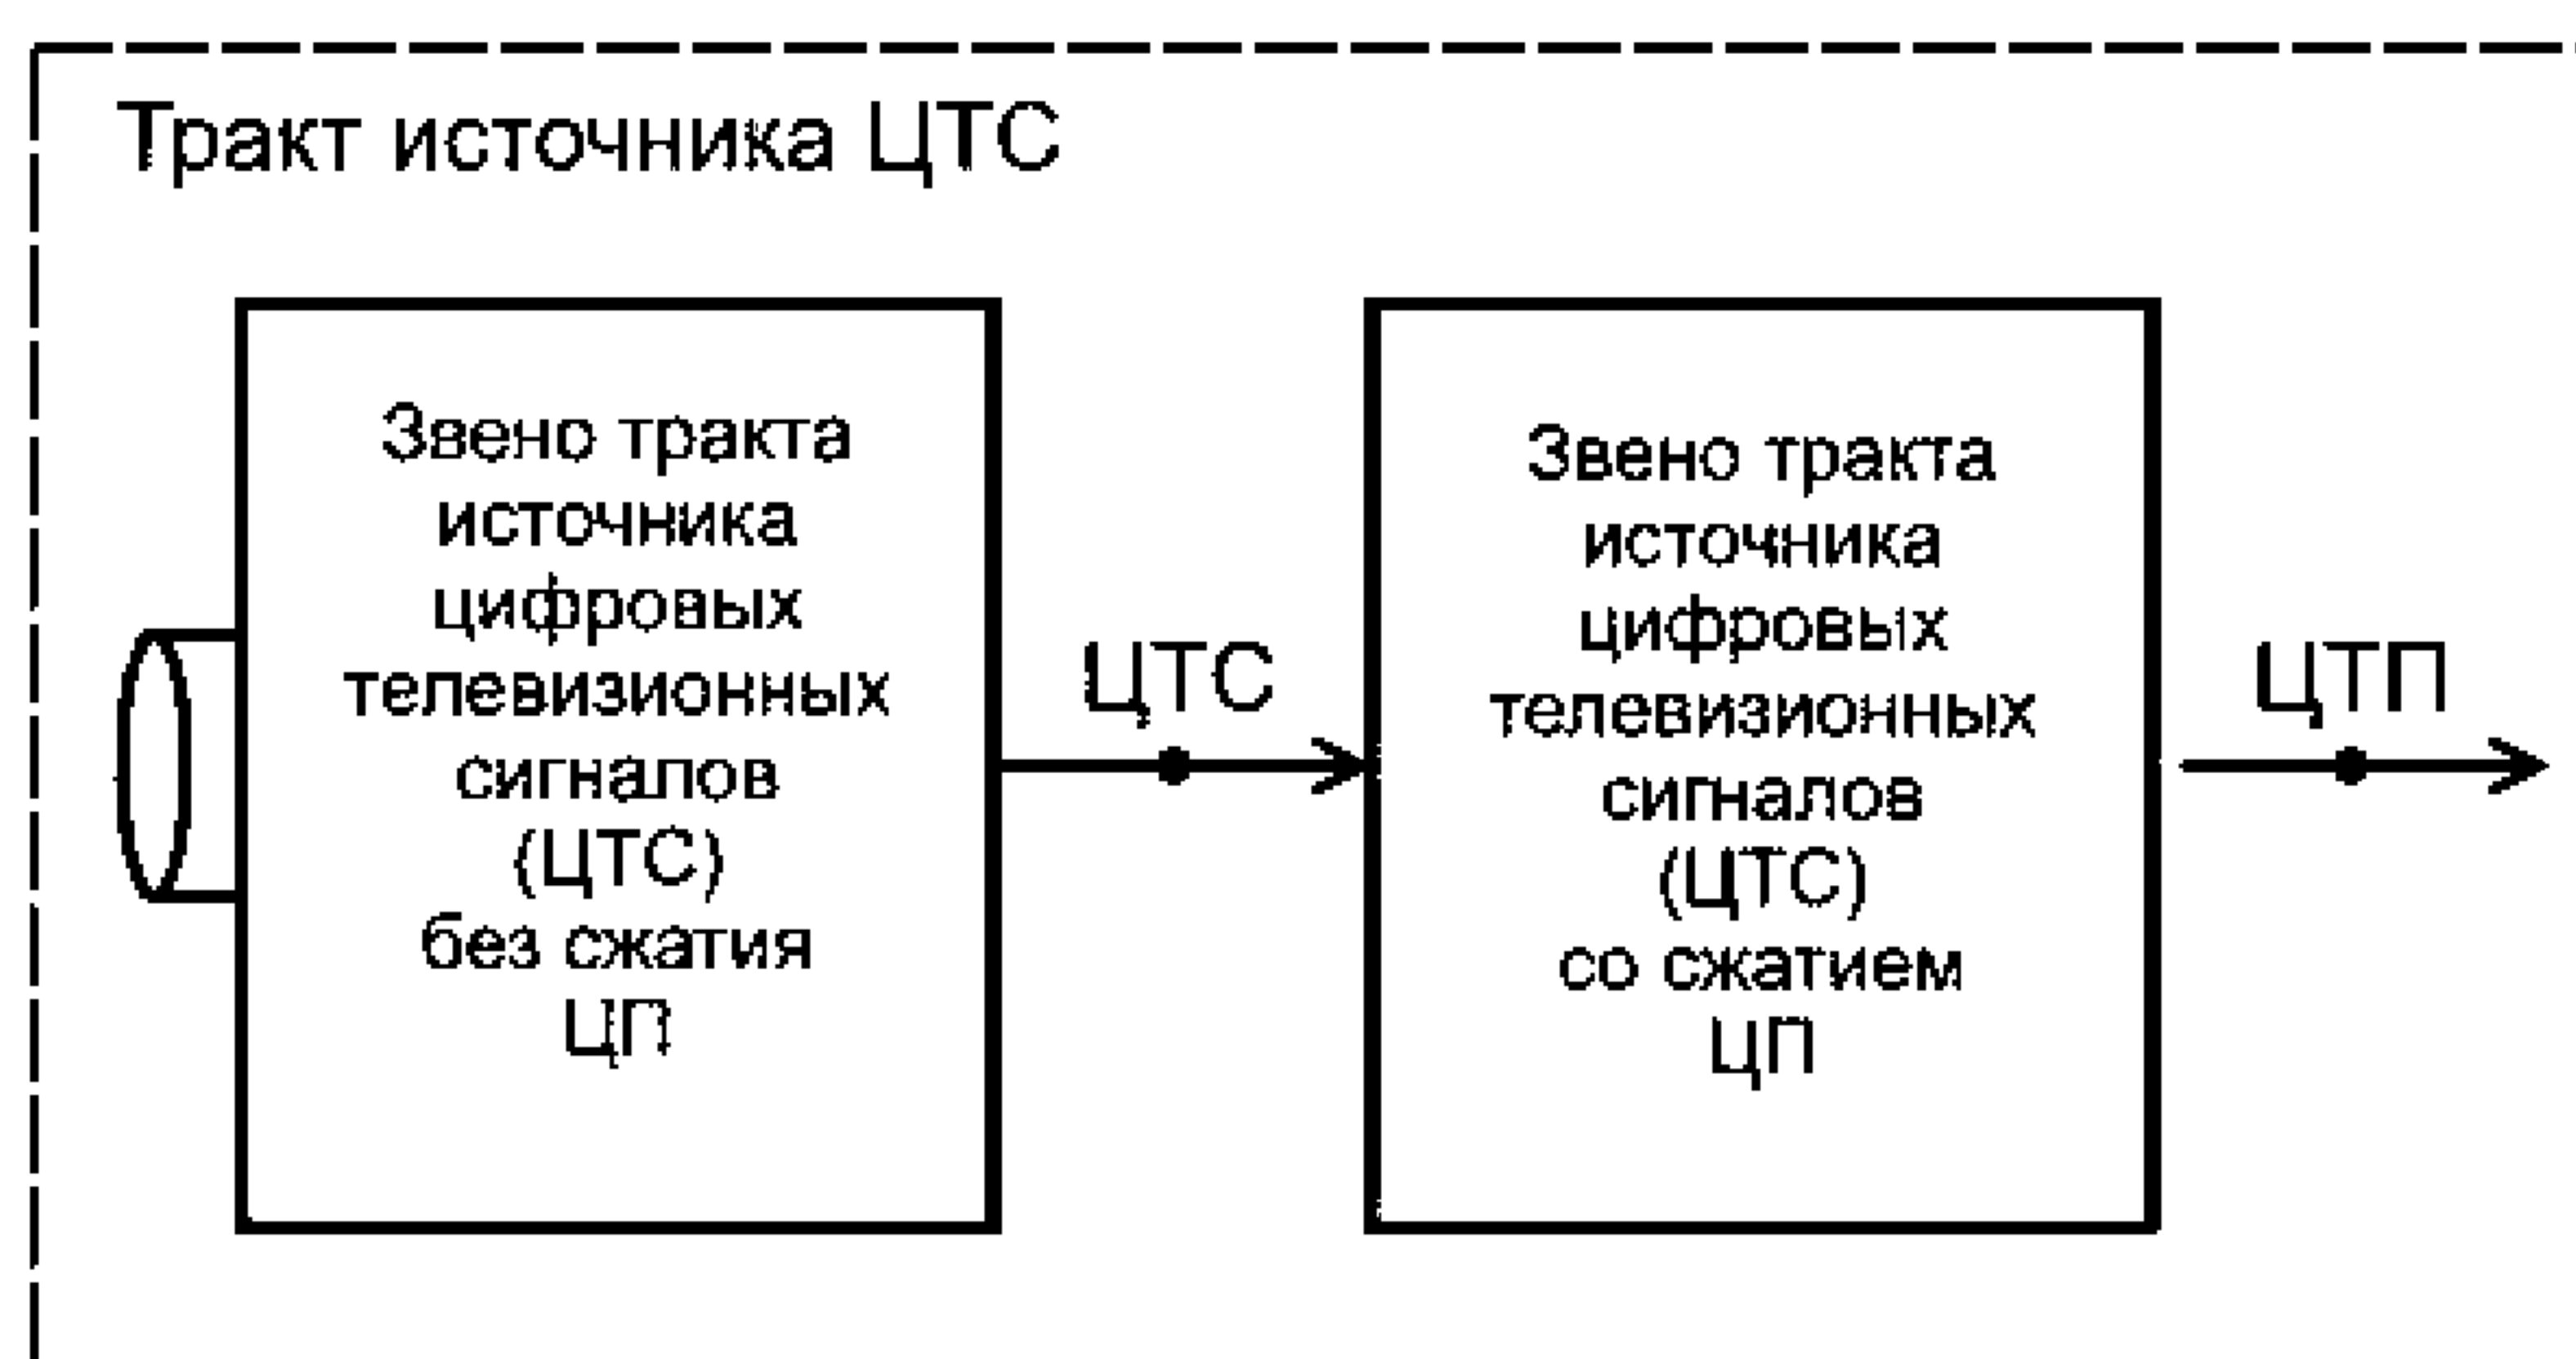 Тракт источника ЦТС
Звено тракта
источника
цифровых
телевизионных
сигналов
(ЦТС)
без сжатия
ЦП
ЦТС
Звено тракта
источника
цифровых
телевизионных
сигналов
(ЦТС)
со сжатием
ЦП
ЦТП